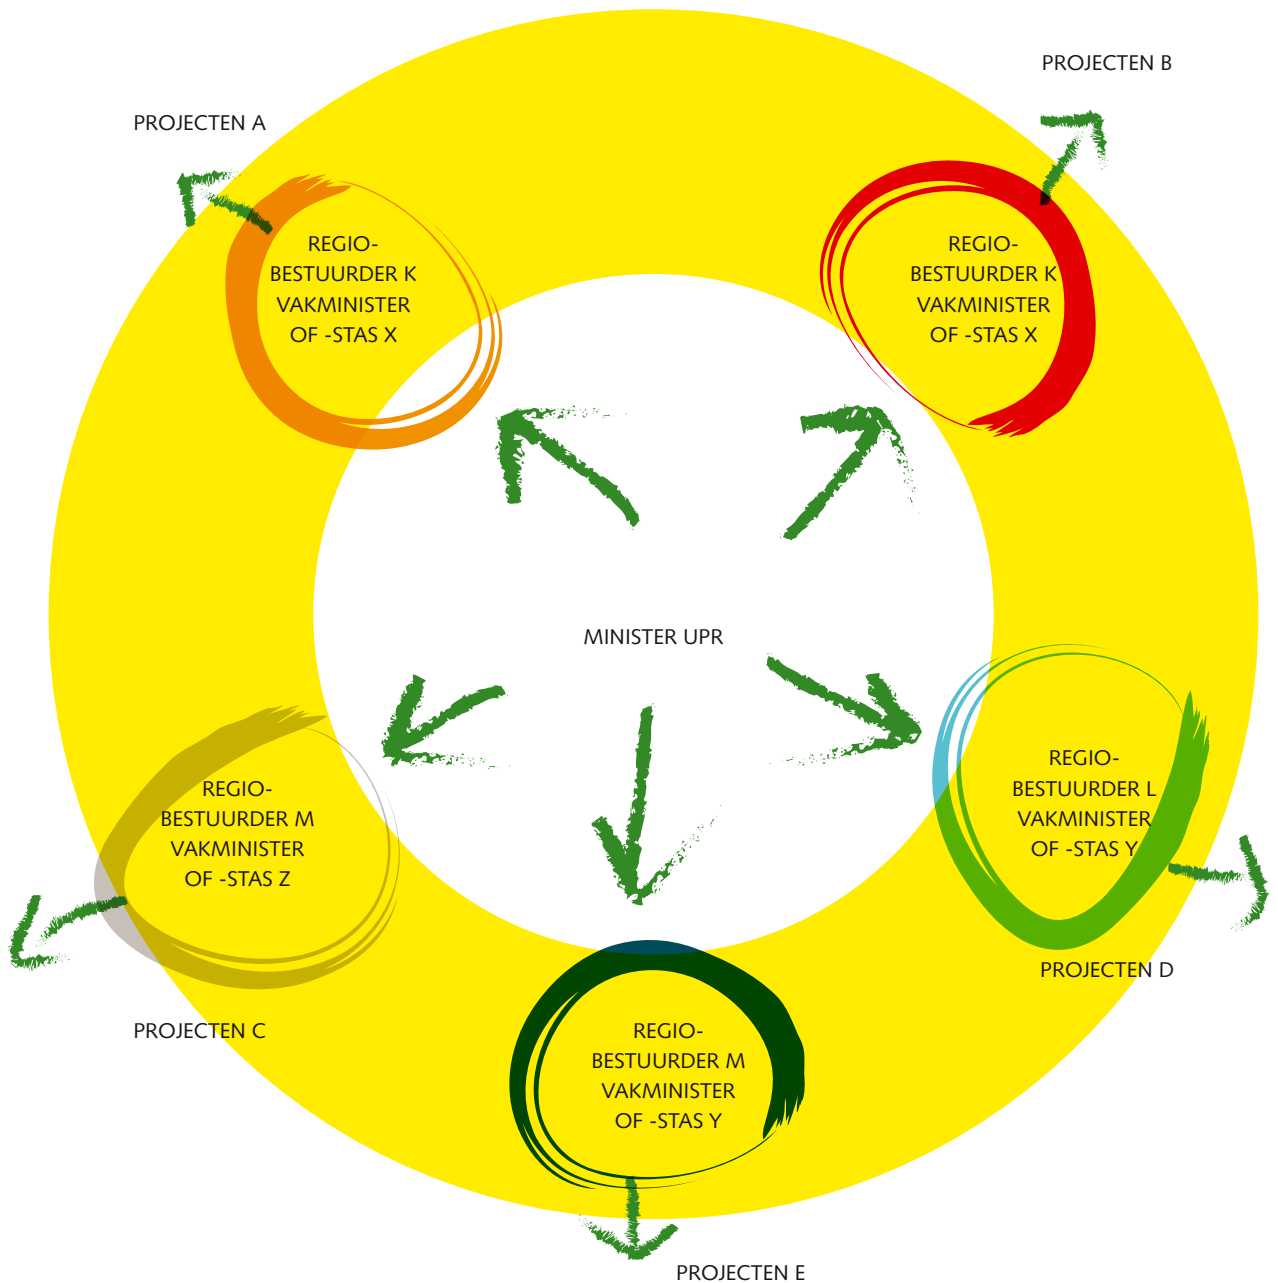 PROJECTEN B
PROJECTEN A
REGIO-
BESTUURDER K
VAKMINISTER
OF -STAS X
REGIO-
BESTUURDER K
VAKMINISTER
OF -STAS X
MINISTER UPR
REGIO-
BESTUURDER M
VAKMINISTER
OF -STAS Z
REGIO-
BESTUURDER L
VAKMINISTER
OF -STAS Y
PROJECTEN D
PROJECTEN C
REGIO-
BESTUURDER M
VAKMINISTER
OF -STAS Y
PROJECTEN E